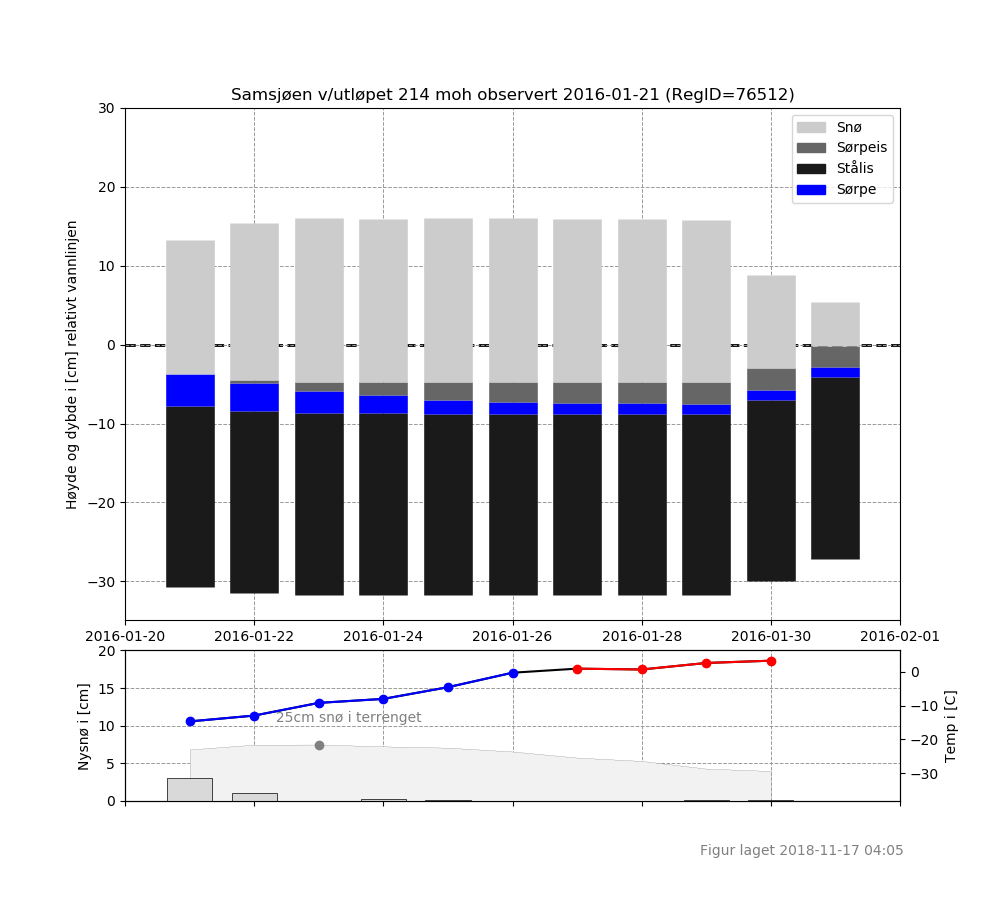 Samsjøen v/utløpet 214 moh observert 2016-01-21 (RegID=76512)
Høyde og dybde i [cm] relativt vannlinjen
30
20
10
0
−10
−20
−30
Snø
Sørpeis
Stålis
Sørpe
2016-01-20 2016-01-22 2016-01-24 2016-01-26 2016-01-28 2016-01-30 2016-02-01
Nysnø i [cm]
20
15
10
5
0
25cm snø i terrenget
0
−10
−20
−30
Temp i [C]
Figur laget 2018-11-17 04:05